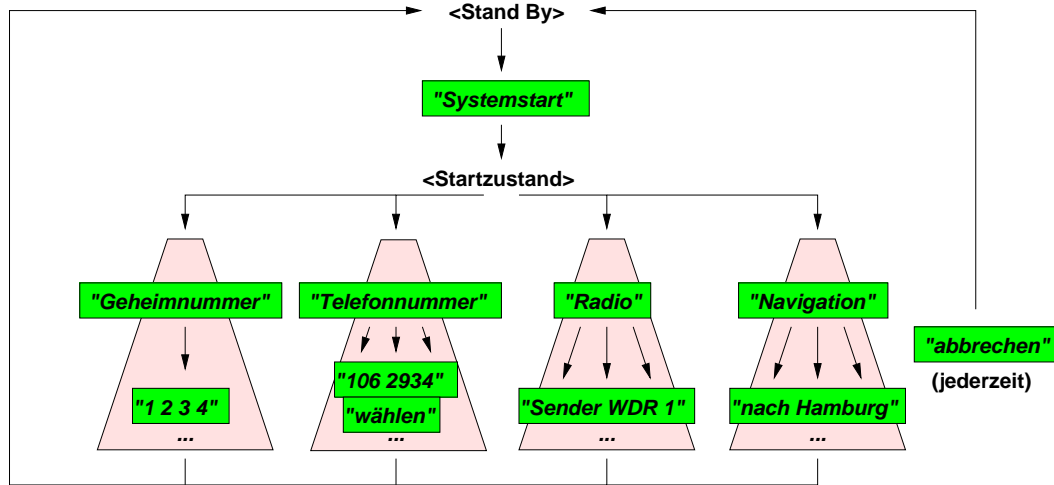 <Stand By>
"Systemstart"
<Startzustand>
"Geheimnummer" "Telefonnummer" "Radio" "Navigation"
"abbrechen"
(jederzeit)
"106 2934"
"1 2 3 4" "wählen" "Sender WDR 1" "nach Hamburg"
... ... ... ...